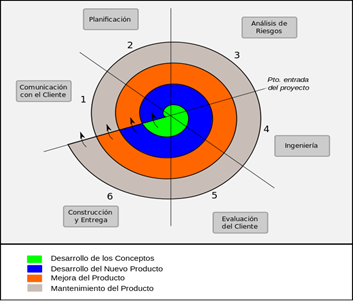 Planificación
Análisis de
Riesgos
2
3
Pto. entrada
del proyecto
Comunicación
con el Cliente
1
4
Ingeniería
6
5
Construcción
y Entrega
Evaluación
del Cliente
Desarrollo de los Conceptos
Desarrollo del Nuevo Producto
Mejora del Producto
Mantenimiento del Producto